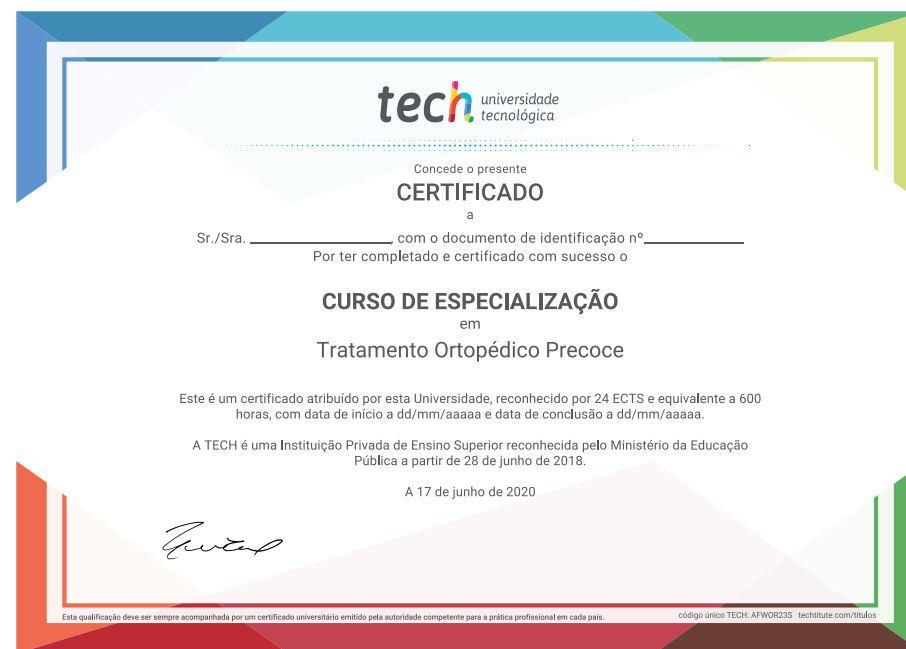 tech universidade
tecnológica
Concede o presente
CERTIFICADO
a
Sr./Sra. ____________________, com o documento de identificação nº______________
Por ter completado e certificado com sucesso o
CURSO DE ESPECIALIZAÇÃO
em
Tratamento Ortopédico Precoce
Este é um certificado atribuído por esta Universidade, reconhecido por 24 ECTS e equivalente a 600
horas, com data de início a dd/mm/aaaaa e data de conclusão a dd/mm/aaaaa.
A TECH é uma Instituição Privada de Ensino Superior reconhecida pelo Ministério da Educação
Pública a partir de 28 de junho de 2018.
A 17 de junho de 2020
Esta qualificação deve ser sempre acompanhada por um certificado universitário emitido pela autoridade competente para a prática profissional em cada país.
código único TECH: AFWOR23S techtitute.com/titulos